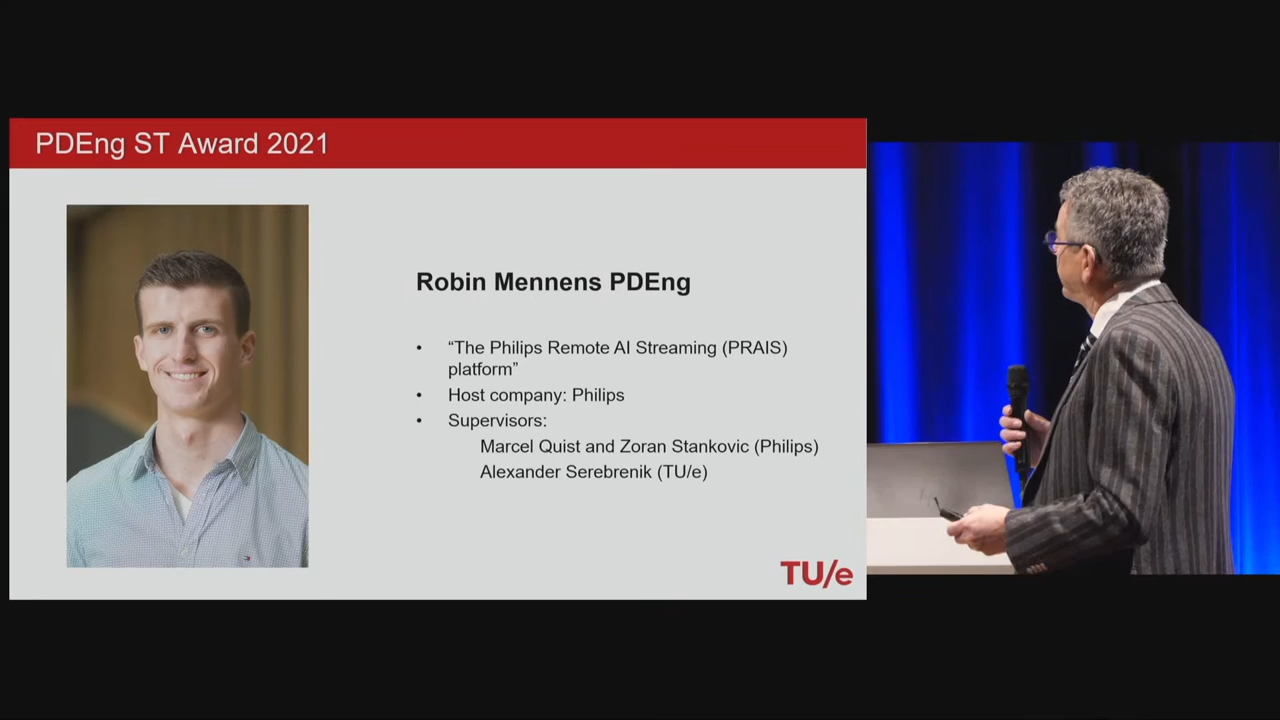 PDEng ST Award 2021
Robin Mennens PDEng
• “The Philips Remote AI Streaming (PRAIS)
platform”
• Host company: Philips
• Supervisors:
Marcel Quist and Zoran Stankovic (Philips)
Alexander Serebrenik (TU/e)
TU/e